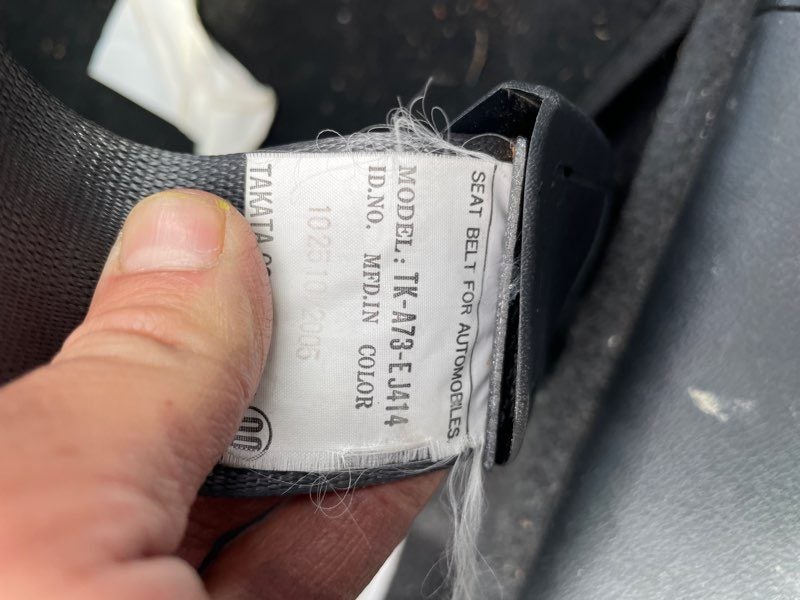 SEAT BELT FOR AUTOMOBILES
MODEL: TK-A73-EJ414
ID.NO. MFD.IN COLOR
102510 2005
TAKATA